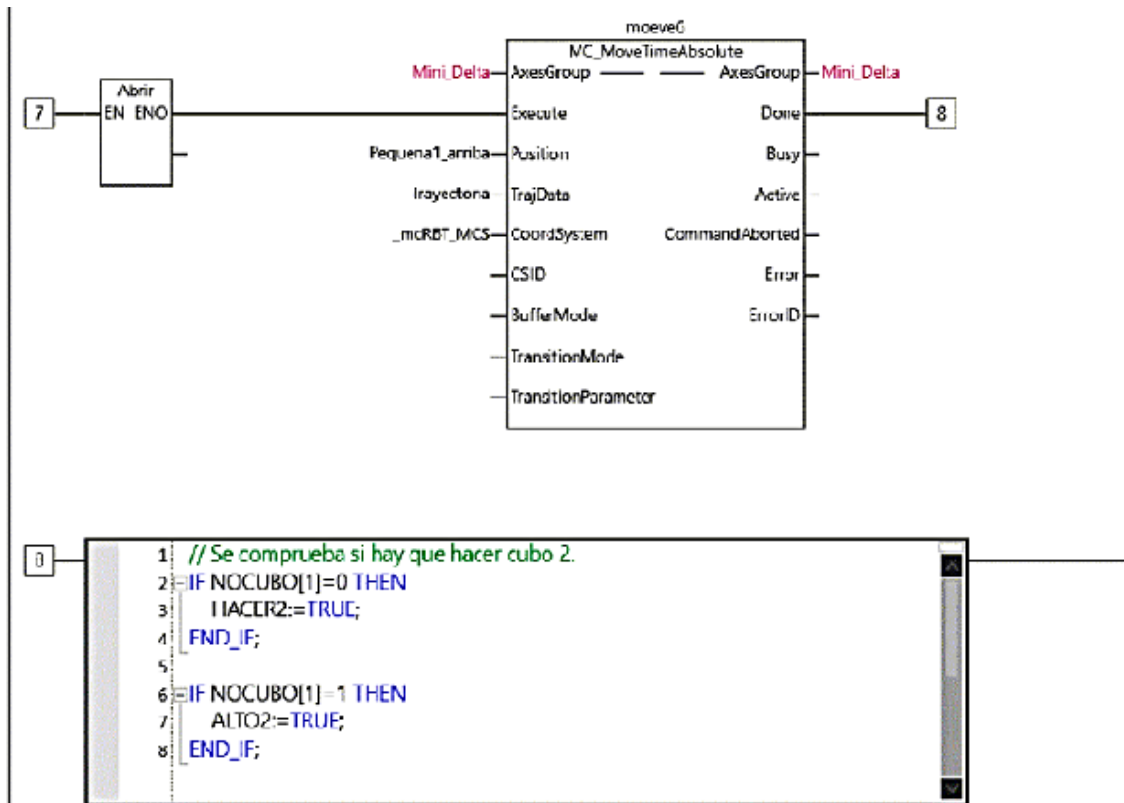 moeve6
MC_MoveTimeAbsolute
Mini_Delta AxesGroup AxesGroup Mini_Delta
Abrir
7 EN ENO Execute Done 8
Pequena1_arriba Position Busy
Trayectoria TrajData Active
_mcRBT_MCS CoordSystem CommandAborted
CSID Error
BufferMode ErrorID
TransitionMode
TransitionParameter
1 // Se comprueba si hay que hacer cubo 2.
2 IF NOCUBO[1]=0 THEN
3 HACER2:=TRUE;
4 END_IF;
5
6 IF NOCUBO[1]=1 THEN
7 ALTO2:=TRUE;
8 END_IF;